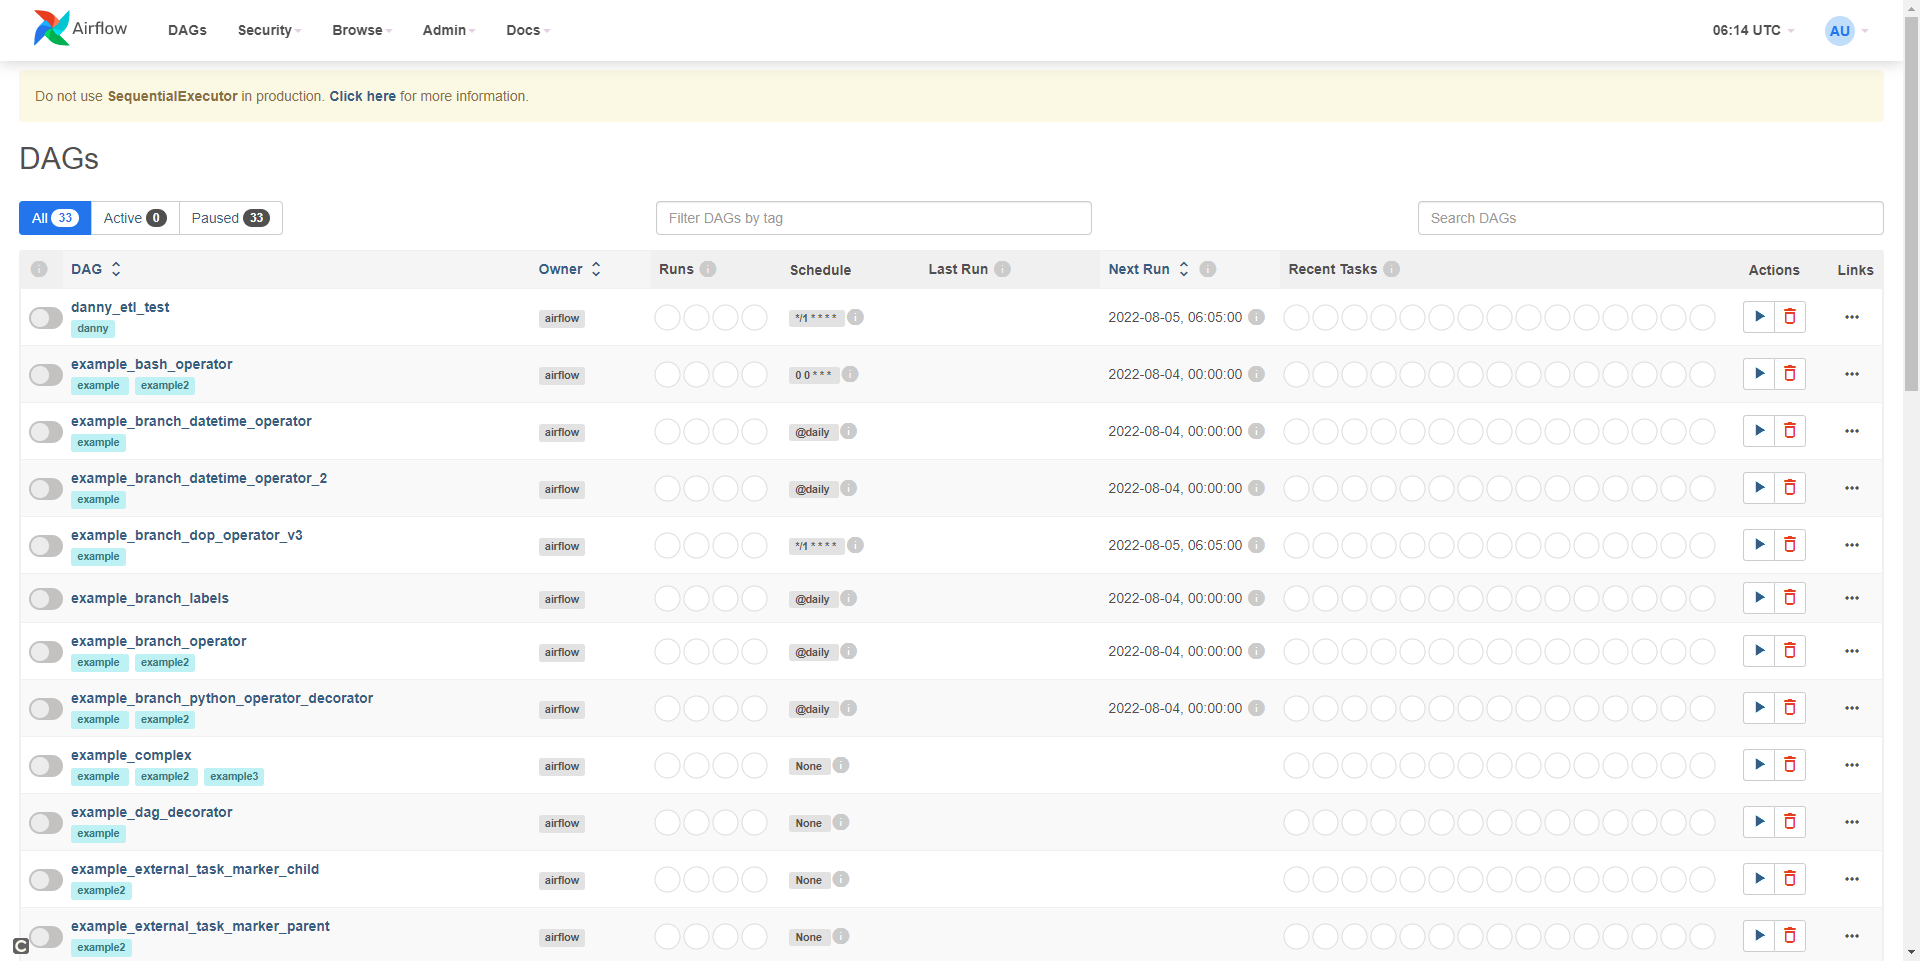 Airflow DAGs Security Browse Admin Docs 06:14 UTC AU
Do not use SequentialExecutor in production. Click here for more information.
DAGs
All 33 Active 0 Paused 33 Filter DAGs by tag Search DAGs
i DAG Owner Runs i Schedule Last Run i Next Run i Recent Tasks i Actions Links
danny_etl_test
danny
airflow */1 * * * * i 2022-08-05, 06:05:00 i
example_bash_operator
example example2
airflow 0 0 * * * i 2022-08-04, 00:00:00 i
example_branch_datetime_operator
example
airflow @daily i 2022-08-04, 00:00:00 i
example_branch_datetime_operator_2
example
airflow @daily i 2022-08-04, 00:00:00 i
example_branch_dop_operator_v3
example
airflow */1 * * * * i 2022-08-05, 06:05:00 i
example_branch_labels airflow @daily i 2022-08-04, 00:00:00 i
example_branch_operator
example example2
airflow @daily i 2022-08-04, 00:00:00 i
example_branch_python_operator_decorator
example example2
airflow @daily i 2022-08-04, 00:00:00 i
example_complex
example example2 example3
airflow None i
example_dag_decorator
example
airflow None i
example_external_task_marker_child
example2
airflow None i
example_external_task_marker_parent
example2
airflow None i
C